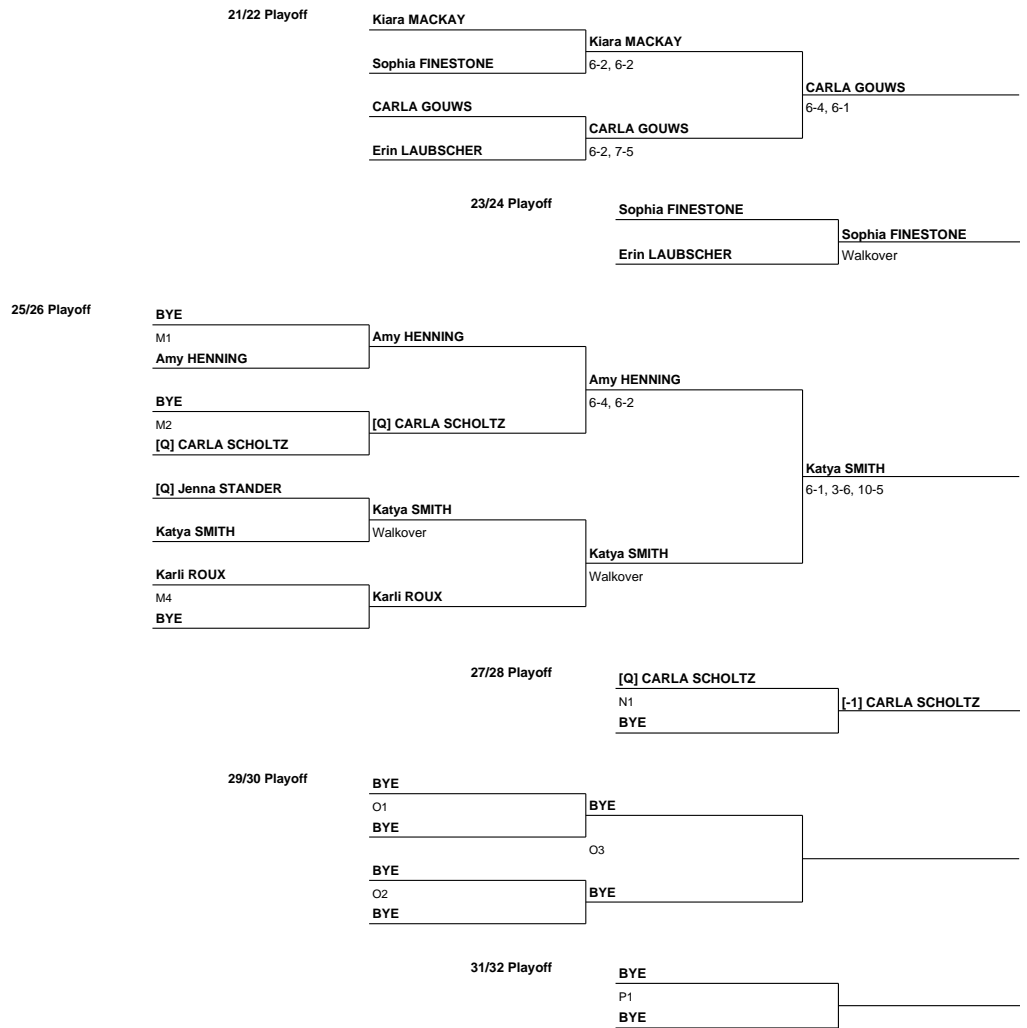 21/22 Playoff
Kiara MACKAY
Kiara MACKAY
Sophia FINESTONE
6-2, 6-2
CARLA GOUWS
CARLA GOUWS
6-4, 6-1
CARLA GOUWS
Erin LAUBSCHER
6-2, 7-5
23/24 Playoff
Sophia FINESTONE
Sophia FINESTONE
Erin LAUBSCHER
Walkover
25/26 Playoff
BYE
M1
Amy HENNING
Amy HENNING
Amy HENNING
6-4, 6-2
BYE
M2
[Q] CARLA SCHOLTZ
[Q] CARLA SCHOLTZ
Katya SMITH
6-1, 3-6, 10-5
[Q] Jenna STANDER
Katya SMITH
Katya SMITH
Walkover
Katya SMITH
Walkover
Karli ROUX
M4
Karli ROUX
BYE
27/28 Playoff
[Q] CARLA SCHOLTZ
N1
[-1] CARLA SCHOLTZ
BYE
29/30 Playoff
BYE
O1
BYE
BYE
O3
BYE
O2
BYE
BYE
31/32 Playoff
BYE
P1
BYE